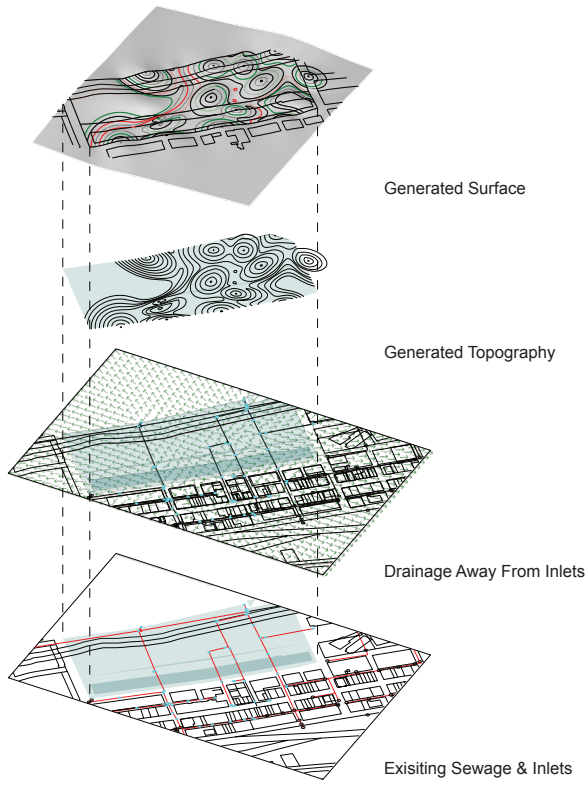 Generated Surface
Generated Topography
Drainage Away From Inlets
Exisiting Sewage & Inlets